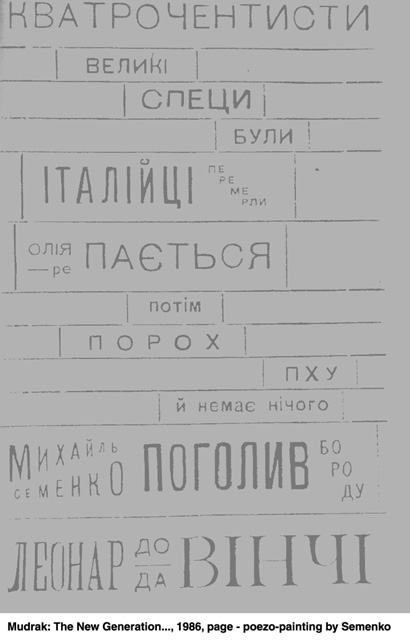 КВАТРОЧЕНТИСТИ
ВЕЛИКІ
СПЕЦИ
БУЛИ
ІТАЛІЙЦІ ПЕ
РЕ
МЕ
РЛИ
ОЛІЯ
—ре ПАЄТЬСЯ
ПОТІМ
ПОРОХ
ПХУ
й немає нічого
МИХАЙЛЬ
СЕМЕНКО ПОГОЛИВ БО
РО
ДУ
ЛЕОНАР ДО
ДА ВІНЧІ
Mudrak: The New Generation..., 1986, page - poezo-painting by Semenko